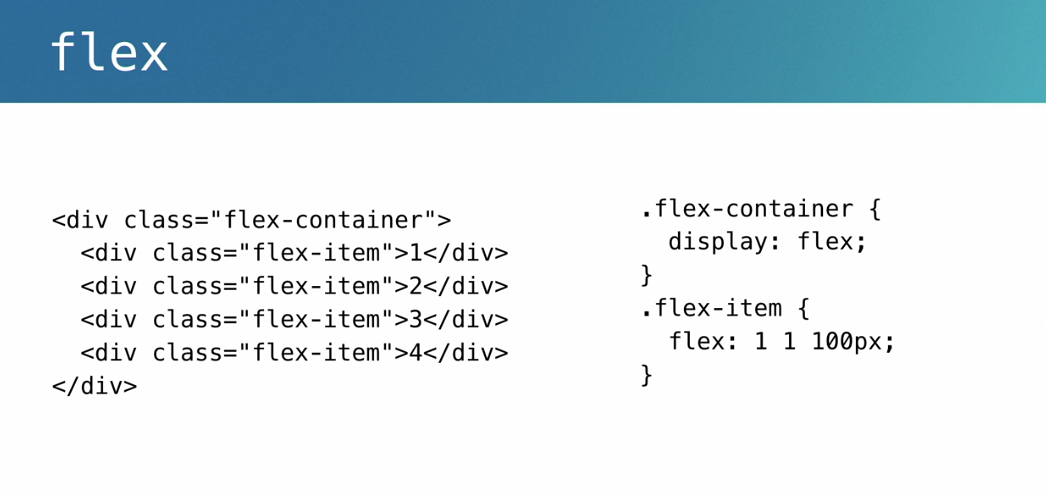 flex
<div class="flex-container">
  <div class="flex-item">1</div>
  <div class="flex-item">2</div>
  <div class="flex-item">3</div>
  <div class="flex-item">4</div>
</div>
.flex-container {
  display: flex;
}
.flex-item {
  flex: 1 1 100px;
}